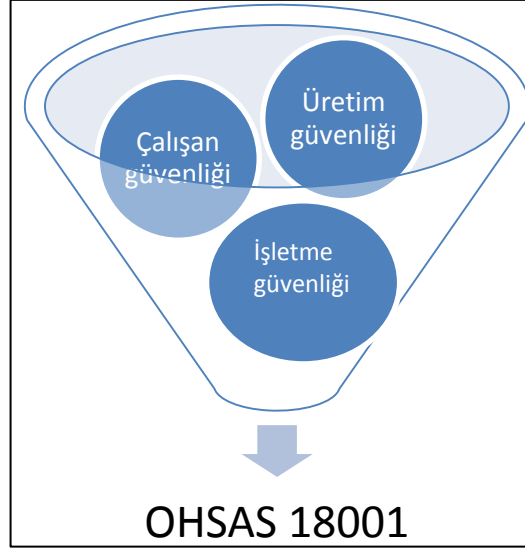 Üretim
güvenliği
Çalışan
güvenliği
İşletme
güvenliği
OHSAS 18001